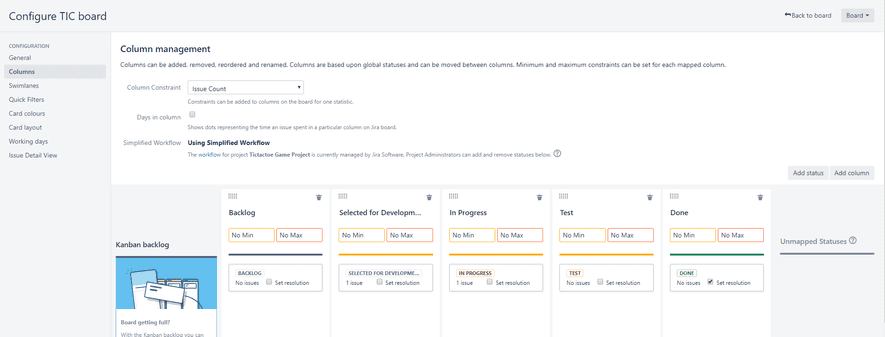 Configure TIC board
Back to board
Board
CONFIGURATION
General
Columns
Swimlanes
Quick Filters
Card colours
Card layout
Working days
Issue Detail View
Column management
Columns can be added, removed, reordered and renamed. Columns are based upon global statuses and can be moved between columns. Minimum and maximum constraints can be set for each mapped column.
Column Constraint
Issue Count
Constraints can be added to columns on the board for one statistic.
Days in column
Shows dots representing the time an issue spent in a particular column on Jira board.
Simplified Workflow
Using Simplified Workflow
The workflow for project Tictactoe Game Project is currently managed by Jira Software. Project Administrators can add and remove statuses below.
Add status
Add column
Kanban backlog
Board getting full?
With the Kanban backlog you can
Backlog
No Min
No Max
BACKLOG
No issues
Set resolution
Selected for Developm...
No Min
No Max
SELECTED FOR DEVELOPME...
1 issue
Set resolution
In Progress
No Min
No Max
IN PROGRESS
1 issue
Set resolution
Test
No Min
No Max
TEST
No issues
Set resolution
Done
No Min
No Max
DONE
No issues
Set resolution
Unmapped Statuses